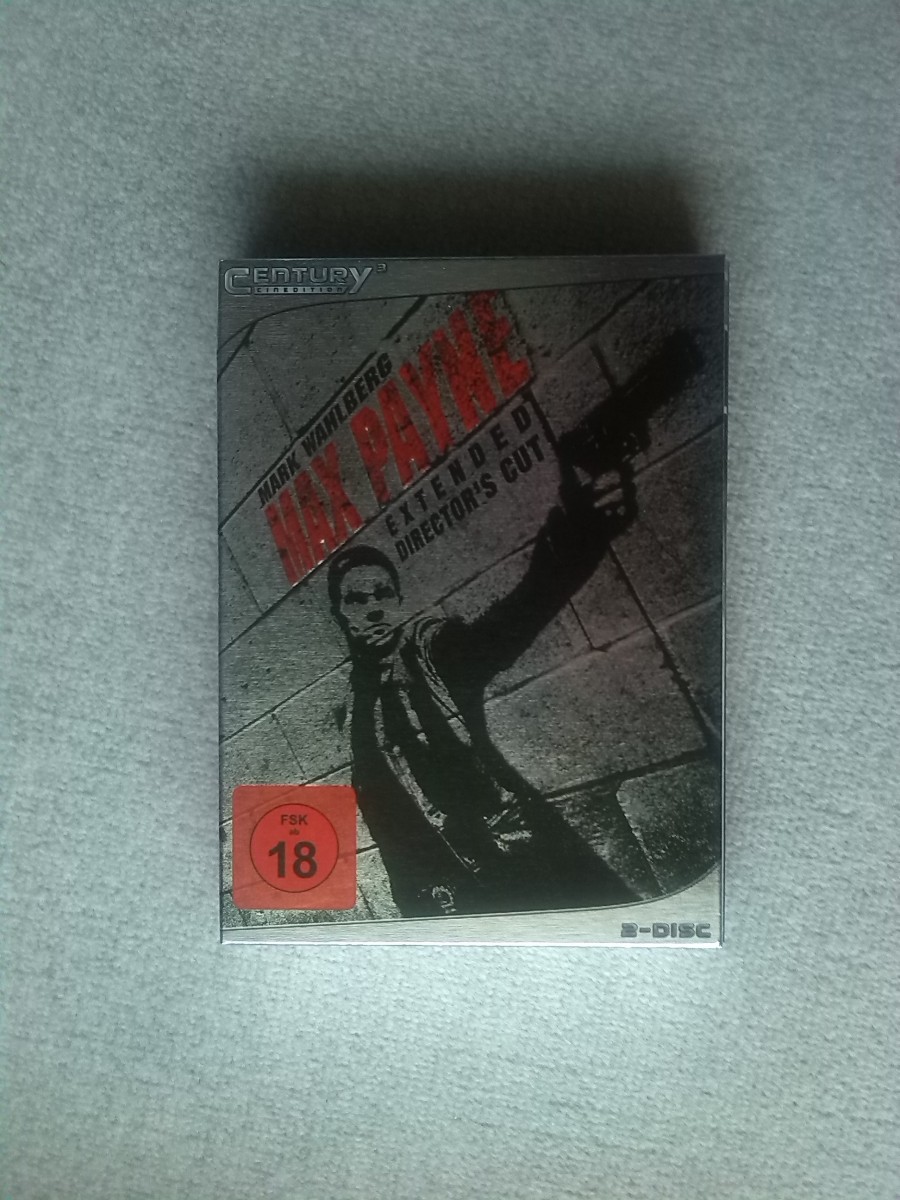 CENTURY³
CINEDITION
MARK WAHLBERG
MAX PAYNE
EXTENDED
DIRECTOR'S CUT
FSK
ab
18
2-DISC